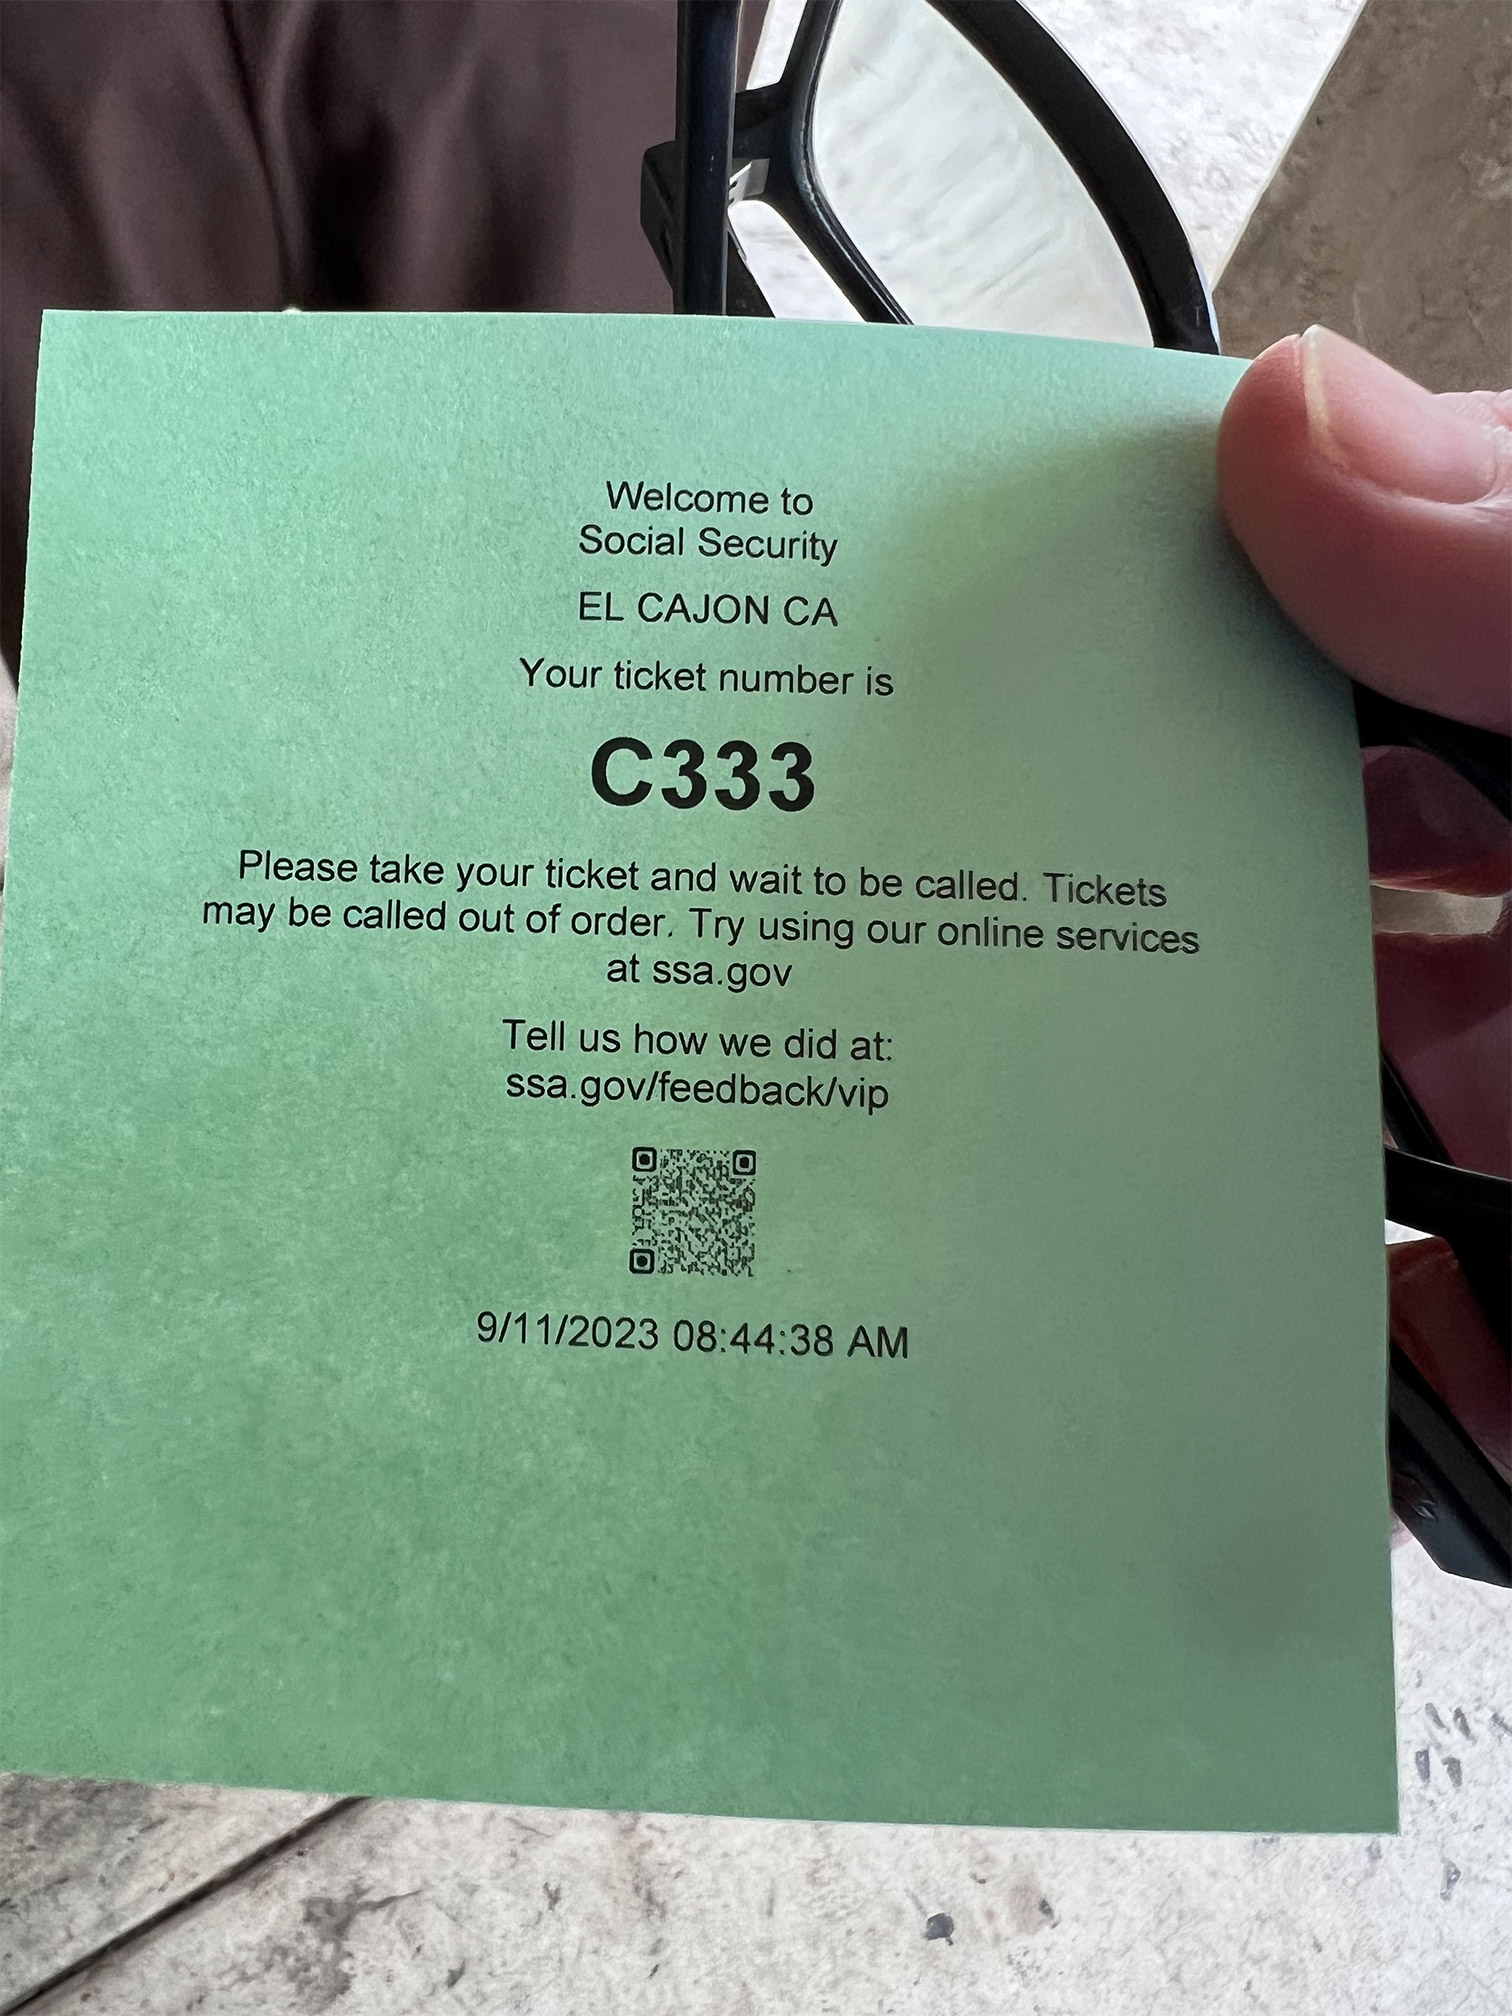 Welcome to
Social Security
EL CAJON CA
Your ticket number is
C333
Please take your ticket and wait to be called. Tickets
may be called out of order. Try using our online services
at ssa.gov
Tell us how we did at:
ssa.gov/feedback/vip
9/11/2023 08:44:38 AM